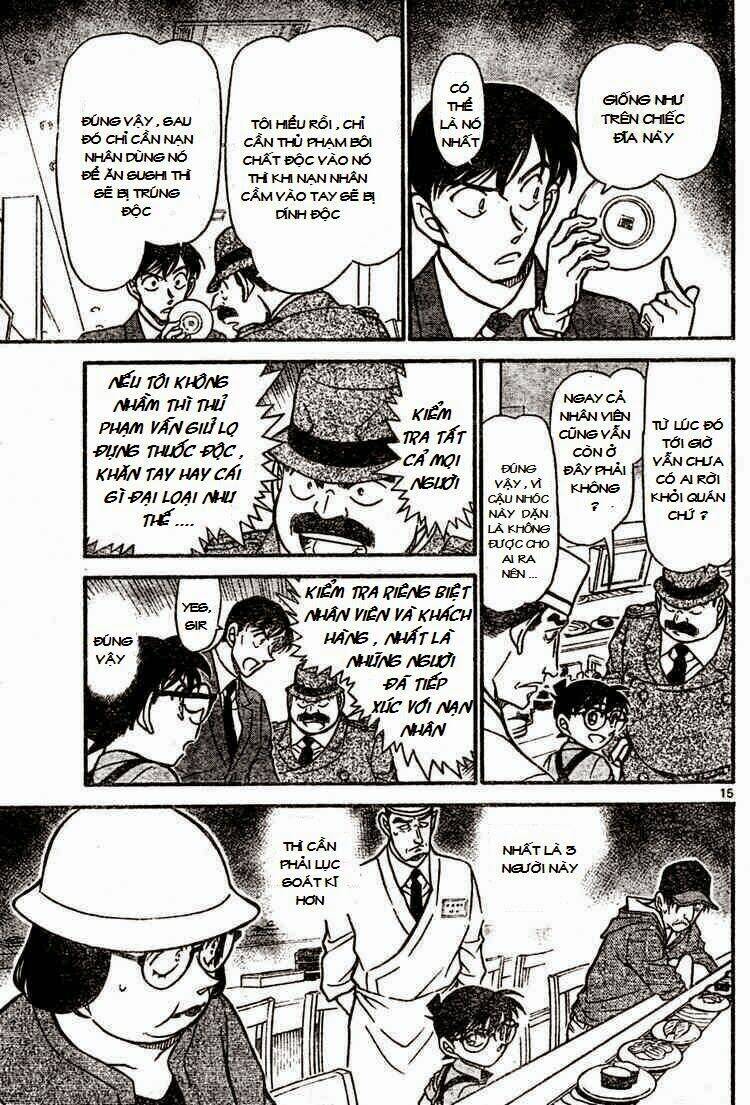 GIỐNG NHƯ
TRÊN CHIẾC
ĐĨA NÀY
CÓ
THỂ
LÀ NÓ
NHẤT
TÔI HIỂU RỒI , CHỈ
CẦN THỦ PHẠM BÔI
CHẤT ĐỘC VÀO NÓ
THÌ KHI NẠN NHÂN
CẦM VÀO TAY SẼ BỊ
DÍNH ĐỘC
ĐÚNG VẬY , SAU
ĐÓ CHỈ CẦN NẠN
NHÂN DÙNG NÓ
ĐỂ ĂN SUSHI THÌ
SẼ BỊ TRÚNG
ĐỘC
TỪ LÚC ĐÓ
TỚI GIỜ
VẪN CHƯA
CÓ AI RỜI
KHỎI QUÁN
CHỨ ?
NGAY CẢ
NHÂN VIÊN
CŨNG VẪN
CÒN Ở
ĐÂY PHẢI
KHÔNG
?
ĐÚNG
VẬY , VÌ
CẬU NHÓC
NÀY DẶN
LÀ KHÔNG
ĐƯỢC CHO
AI RA
NÊN ...
KIỂM
TRA TẤT
CẢ MỌI
NGƯỜI
NẾU TÔI KHÔNG
NHẦM THÌ THỦ
PHẠM VẪN GIỮ LỌ
ĐỰNG THUỐC ĐỘC ,
KHĂN TAY HAY CÁI
GÌ ĐẠI LOẠI NHƯ
THẾ ....
KIỂM TRA RIÊNG BIỆT
NHÂN VIÊN VÀ KHÁCH
HÀNG , NHẤT LÀ
NHỮNG NGƯỜI
ĐÃ TIẾP
XÚC VỚI NẠN
NHÂN
YES,
SIR
ĐÚNG
VẬY
15
NHẤT LÀ 3
NGƯỜI NÀY
THÌ CẦN
PHẢI LỤC
SOÁT KĨ
HƠN